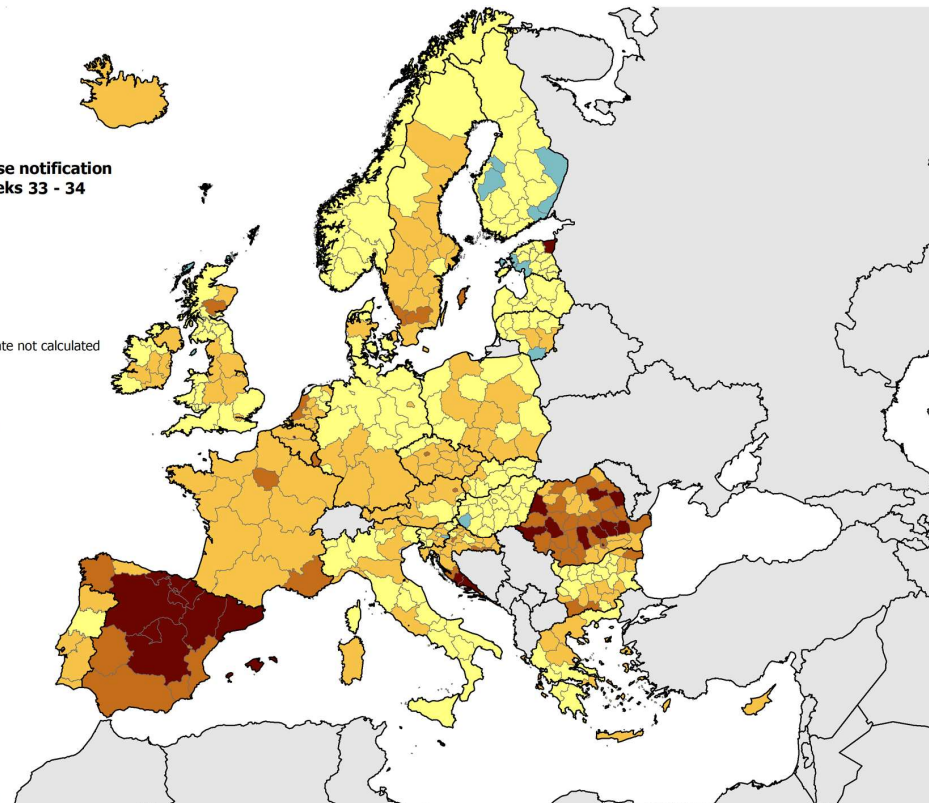 se notification
eks 33 - 34
te not calculated